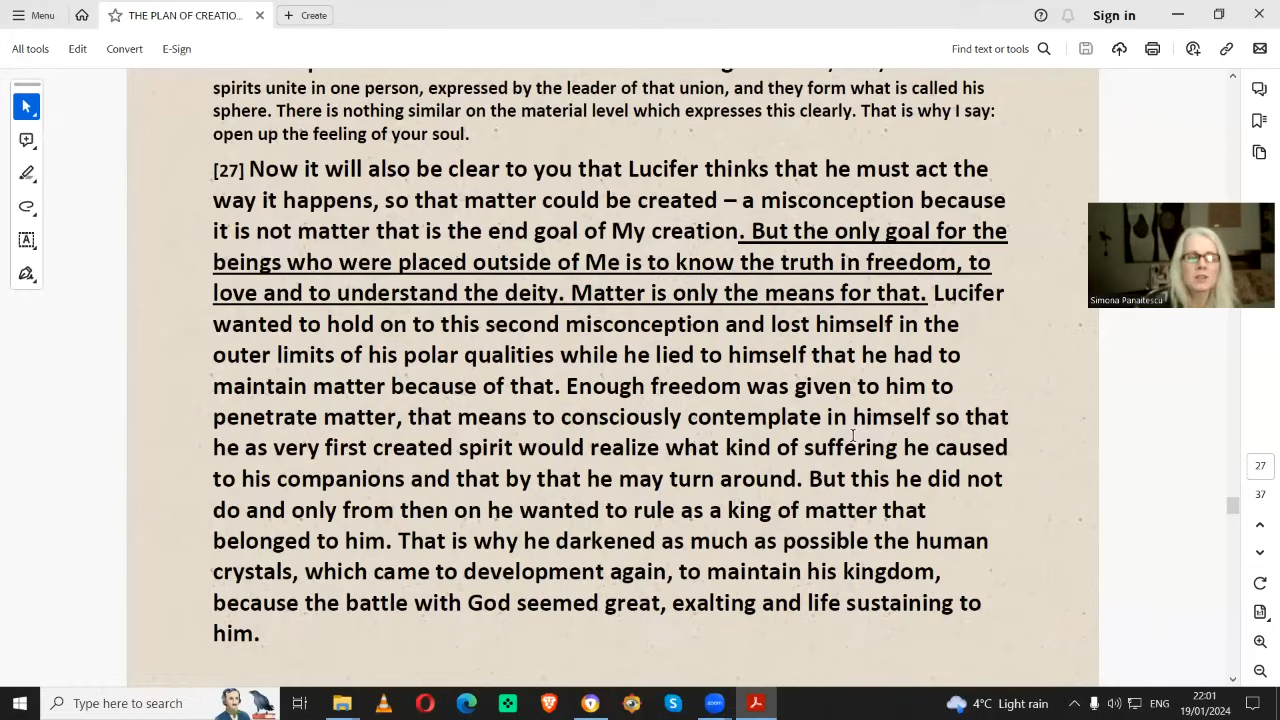 Menu
THE PLAN OF CREATIO...
Create
Sign in
All tools
Edit
Convert
E-Sign
Find text or tools
spirits unite in one person, expressed by the leader of that union, and they form what is called his
sphere. There is nothing similar on the material level which expresses this clearly. That is why I say:
open up the feeling of your soul.
[27] Now it will also be clear to you that Lucifer thinks that he must act the
way it happens, so that matter could be created – a misconception because
it is not matter that is the end goal of My creation. But the only goal for the
beings who were placed outside of Me is to know the truth in freedom, to
love and to understand the deity. Matter is only the means for that. Lucifer
wanted to hold on to this second misconception and lost himself in the
outer limits of his polar qualities while he lied to himself that he had to
maintain matter because of that. Enough freedom was given to him to
penetrate matter, that means to consciously contemplate in himself so that
he as very first created spirit would realize what kind of suffering he caused
to his companions and that by that he may turn around. But this he did not
do and only from then on he wanted to rule as a king of matter that
belonged to him. That is why he darkened as much as possible the human
crystals, which came to development again, to maintain his kingdom,
because the battle with God seemed great, exalting and life sustaining to
him.
Simona Panaitescu
27
37
Type here to search
4°C Light rain
ENG
22:01
19/01/2024